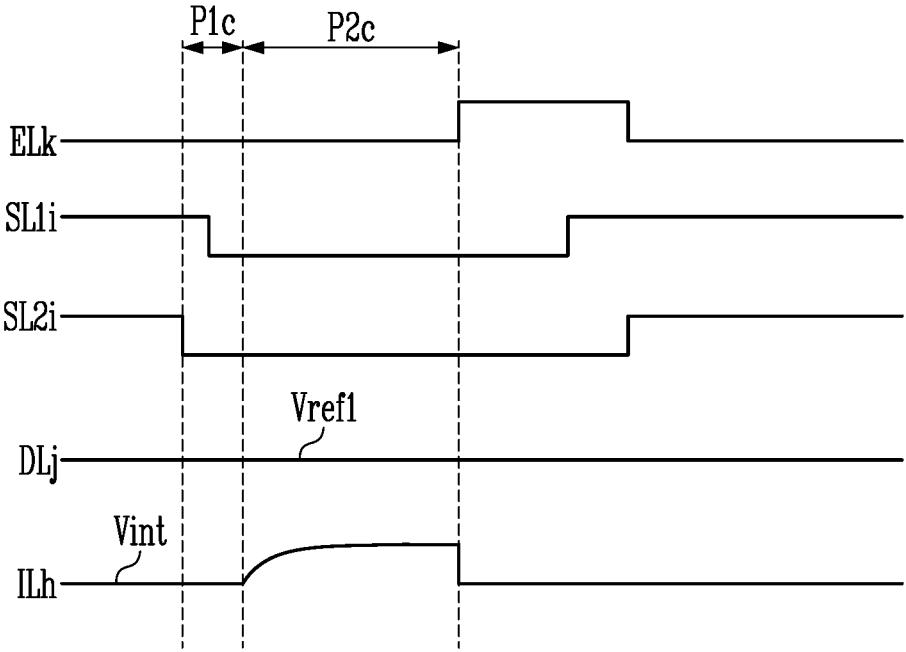 P1c
P2c
ELk
SL1i
SL2i
Vref1
DLj
Vint
ILh